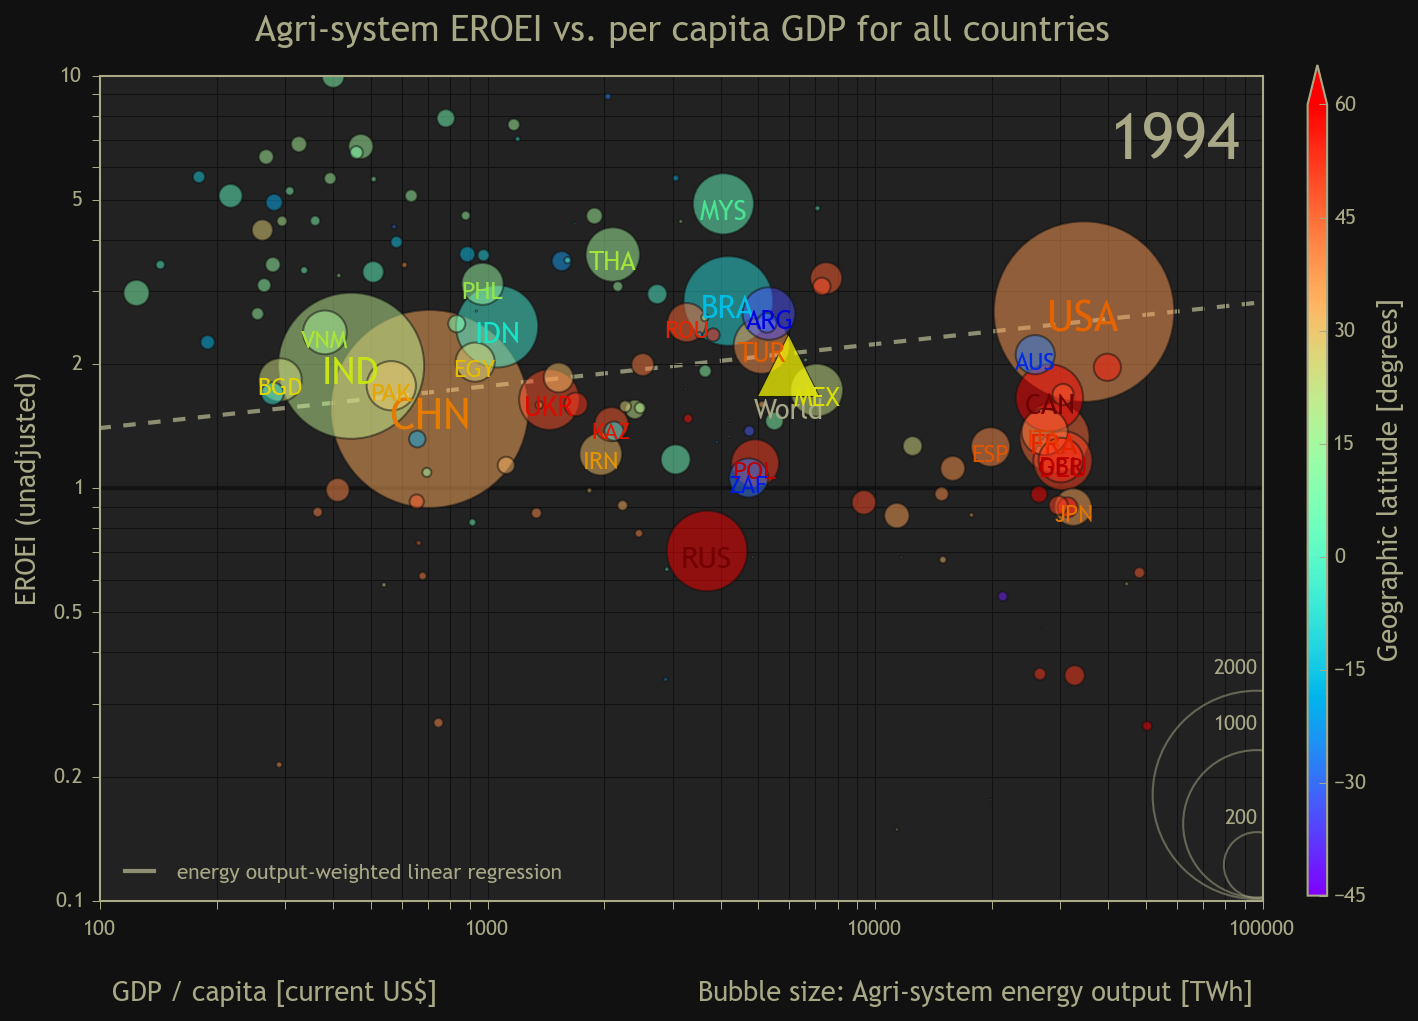 Agri-system EROEI vs. per capita GDP for all countries
1994
10
5
2
1
0.5
0.2
0.1
EROEI (unadjusted)
MYS
THA
PHL
BRA
ARG
USA
IDN
ROU
VNM
TUR
AUS
IND
EGY
BGD
PAK
MEX
CHN
UKR
World
CAN
KAZ
IRN
ESP
FRA
POL
GBR
ZAF
JPN
RUS
2000
1000
200
energy output-weighted linear regression
100
1000
10000
100000
GDP / capita [current US$]
Bubble size: Agri-system energy output [TWh]
60
45
30
15
0
−15
−30
−45
Geographic latitude [degrees]